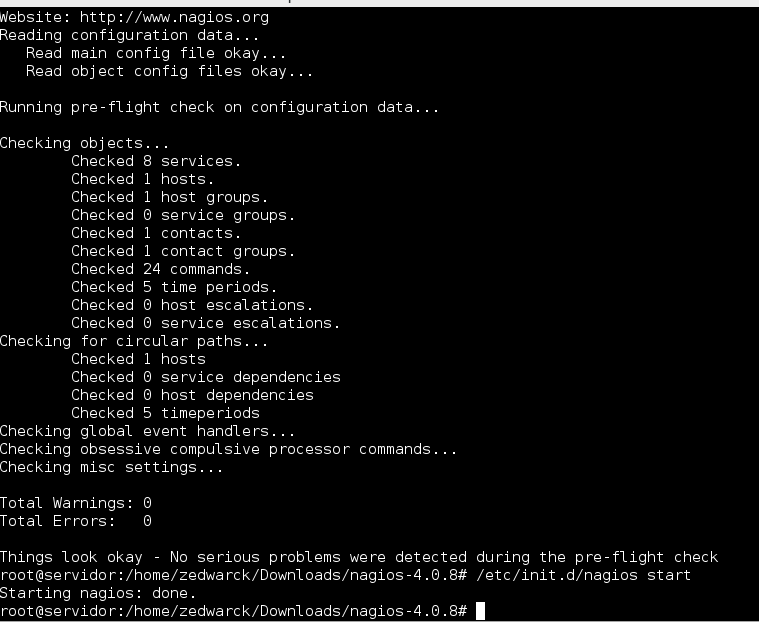 Website: http://www.nagios.org
Reading configuration data...
   Read main config file okay...
   Read object config files okay...

Running pre-flight check on configuration data...

Checking objects...
        Checked 8 services.
        Checked 1 hosts.
        Checked 1 host groups.
        Checked 0 service groups.
        Checked 1 contacts.
        Checked 1 contact groups.
        Checked 24 commands.
        Checked 5 time periods.
        Checked 0 host escalations.
        Checked 0 service escalations.
Checking for circular paths...
        Checked 1 hosts
        Checked 0 service dependencies
        Checked 0 host dependencies
        Checked 5 timeperiods
Checking global event handlers...
Checking obsessive compulsive processor commands...
Checking misc settings...

Total Warnings: 0
Total Errors:   0

Things look okay - No serious problems were detected during the pre-flight check
root@servidor:/home/zedwarck/Downloads/nagios-4.0.8# /etc/init.d/nagios start
Starting nagios: done.
root@servidor:/home/zedwarck/Downloads/nagios-4.0.8#